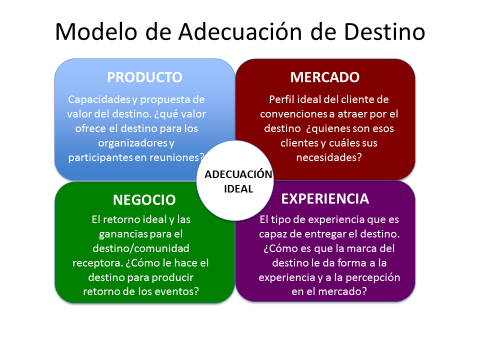 Modelo de Adecuación de Destino
PRODUCTO
Capacidades y propuesta de
valor del destino. ¿qué valor
ofrece el destino para los
organizadores y
participantes en reuniones?
MERCADO
Perfil ideal del cliente de
convenciones a atraer por el
destino ¿quienes son esos
clientes y cuáles sus
necesidades?
ADECUACIÓN
IDEAL
NEGOCIO
El retorno ideal y las
ganancias para el
destino/comunidad
receptora. ¿Cómo le hace el
destino para producir
retorno de los eventos?
EXPERIENCIA
El tipo de experiencia que es
capaz de entregar el destino.
¿Cómo es que la marca del
destino le da forma a la
experiencia y a la percepción
en el mercado?